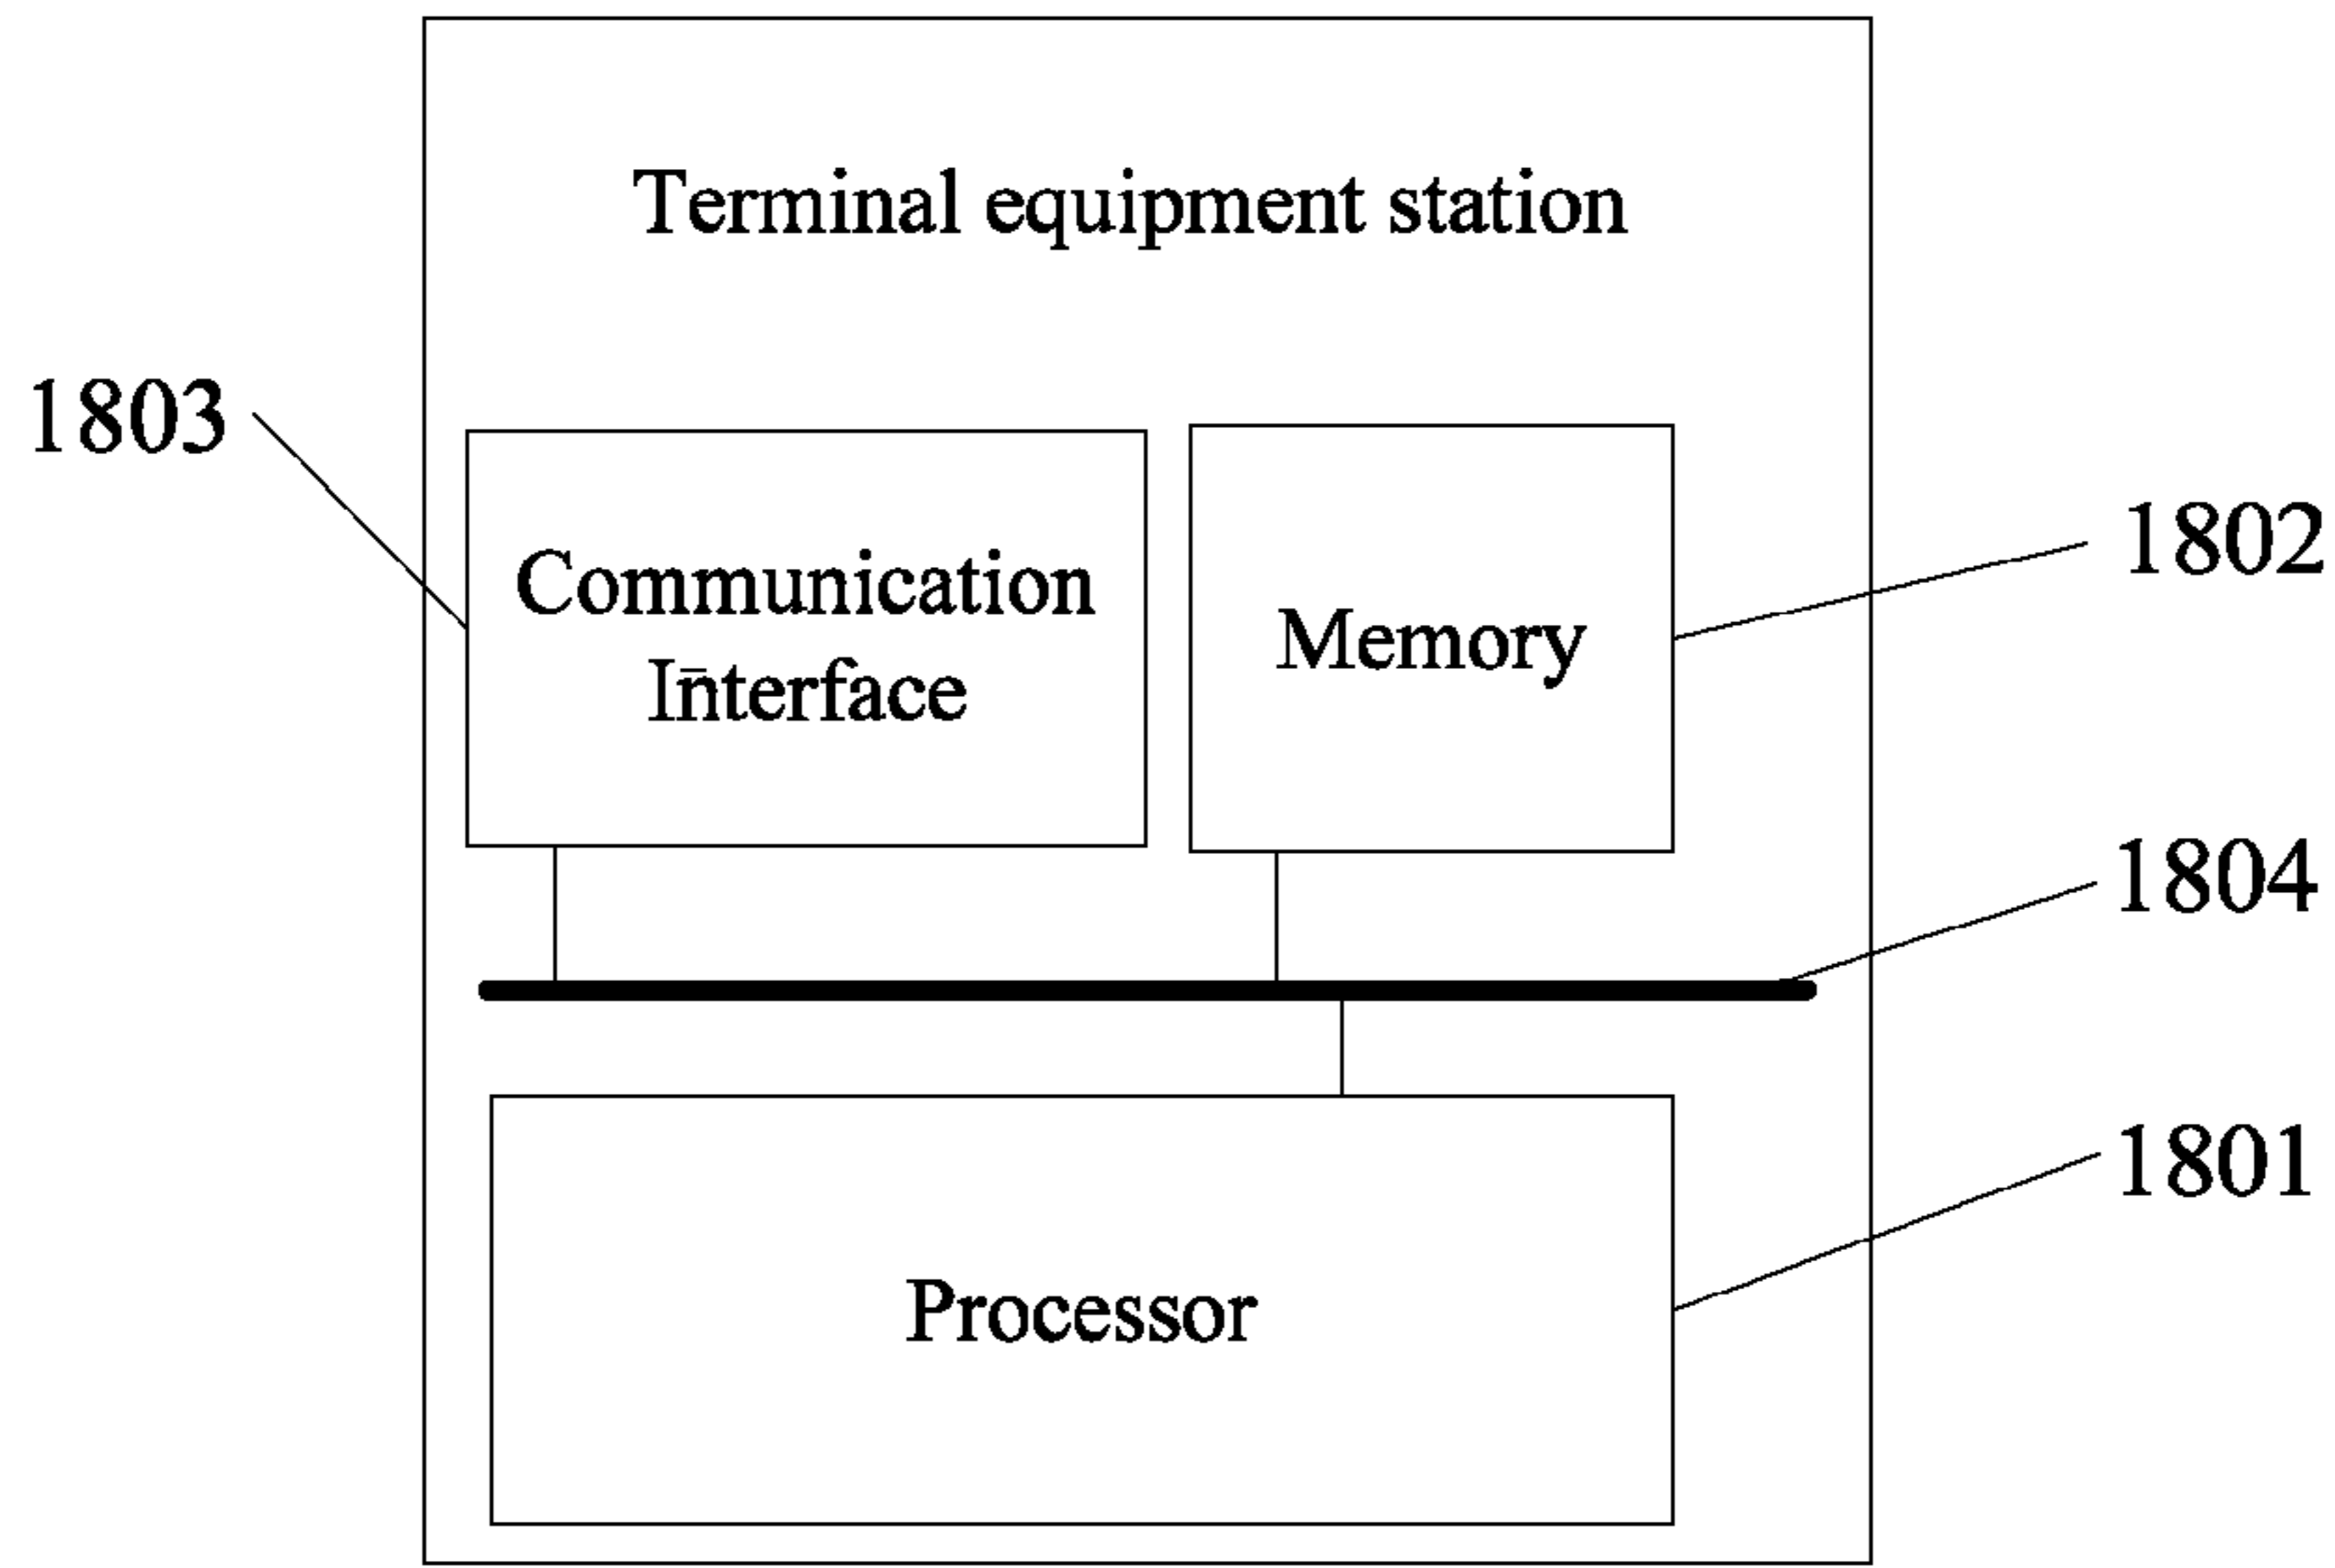 Terminal equipment station
1803
Communication
Interface
Memory
1802
1804
1801
Processor